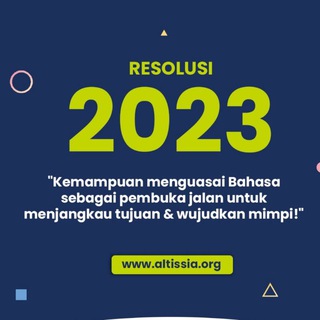 RESOLUSI
2023
"Kemampuan menguasai Bahasa
sebagai pembuka jalan untuk
menjangkau tujuan & wujudkan mimpi!"
www.altissia.org